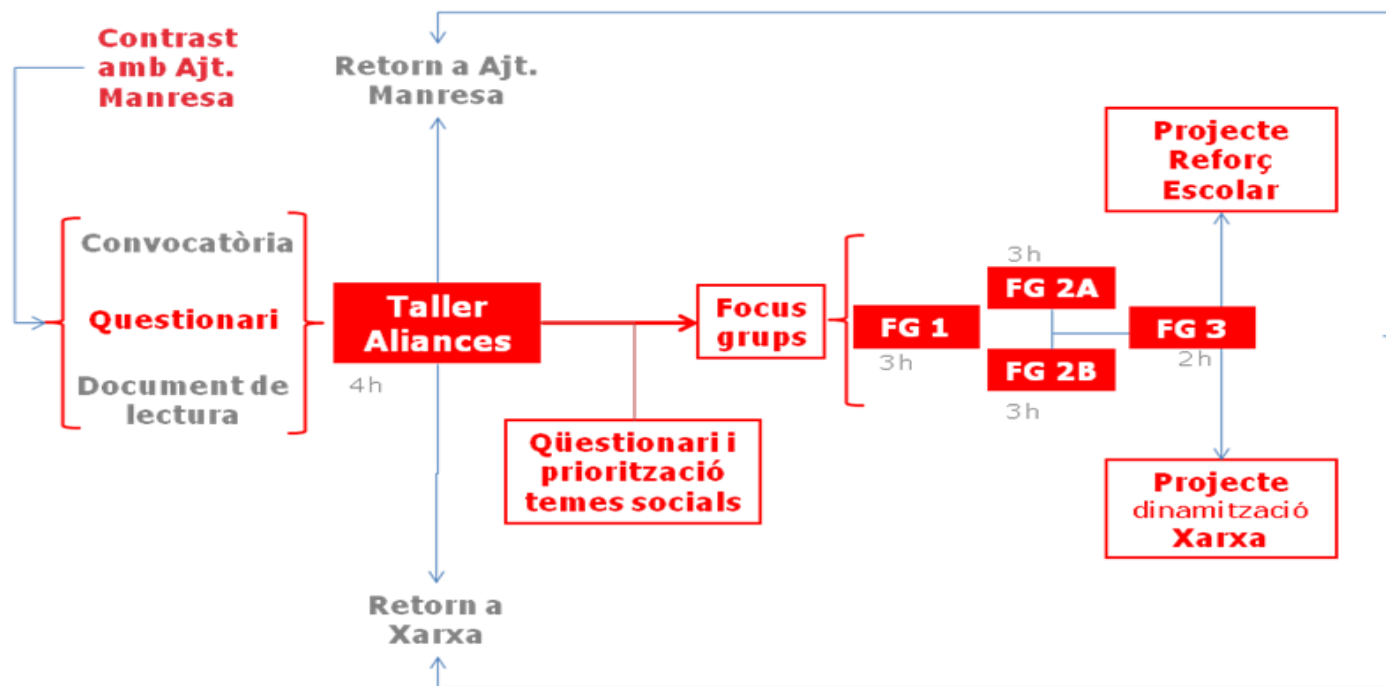 Contrast
amb Ajt.
Manresa
Retorn a Ajt.
Manresa
Projecte
Reforç
Escolar
Convocatòria
Questionari
Document de
lectura
Taller
Aliances
4h
Focus
grups
FG 1
3h
3h
FG 2A
FG 2B
3h
FG 3
2h
Qüestionari i
priorització
temes socials
Projecte
dinamització
Xarxa
Retorn a
Xarxa